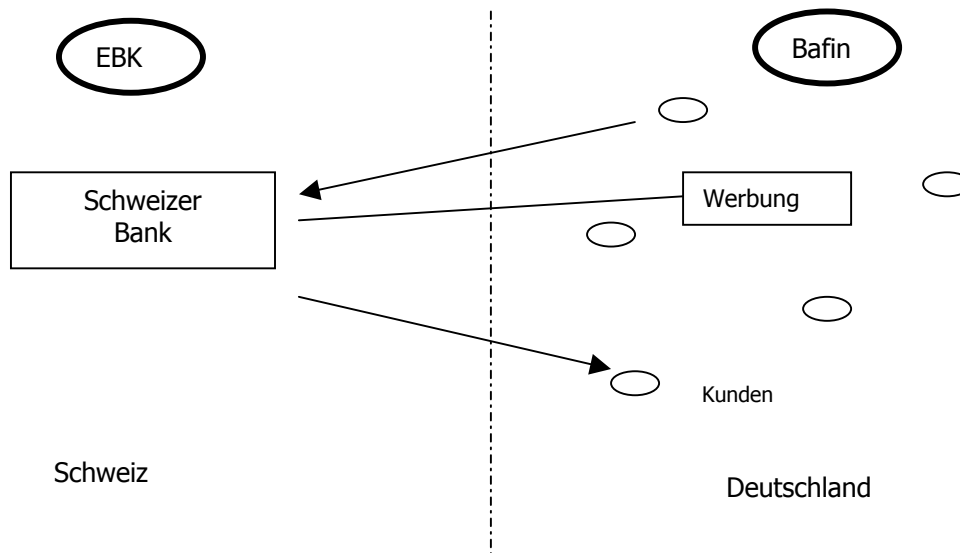 EBK
Bafin
Schweizer
Bank
Werbung
Kunden
Schweiz
Deutschland